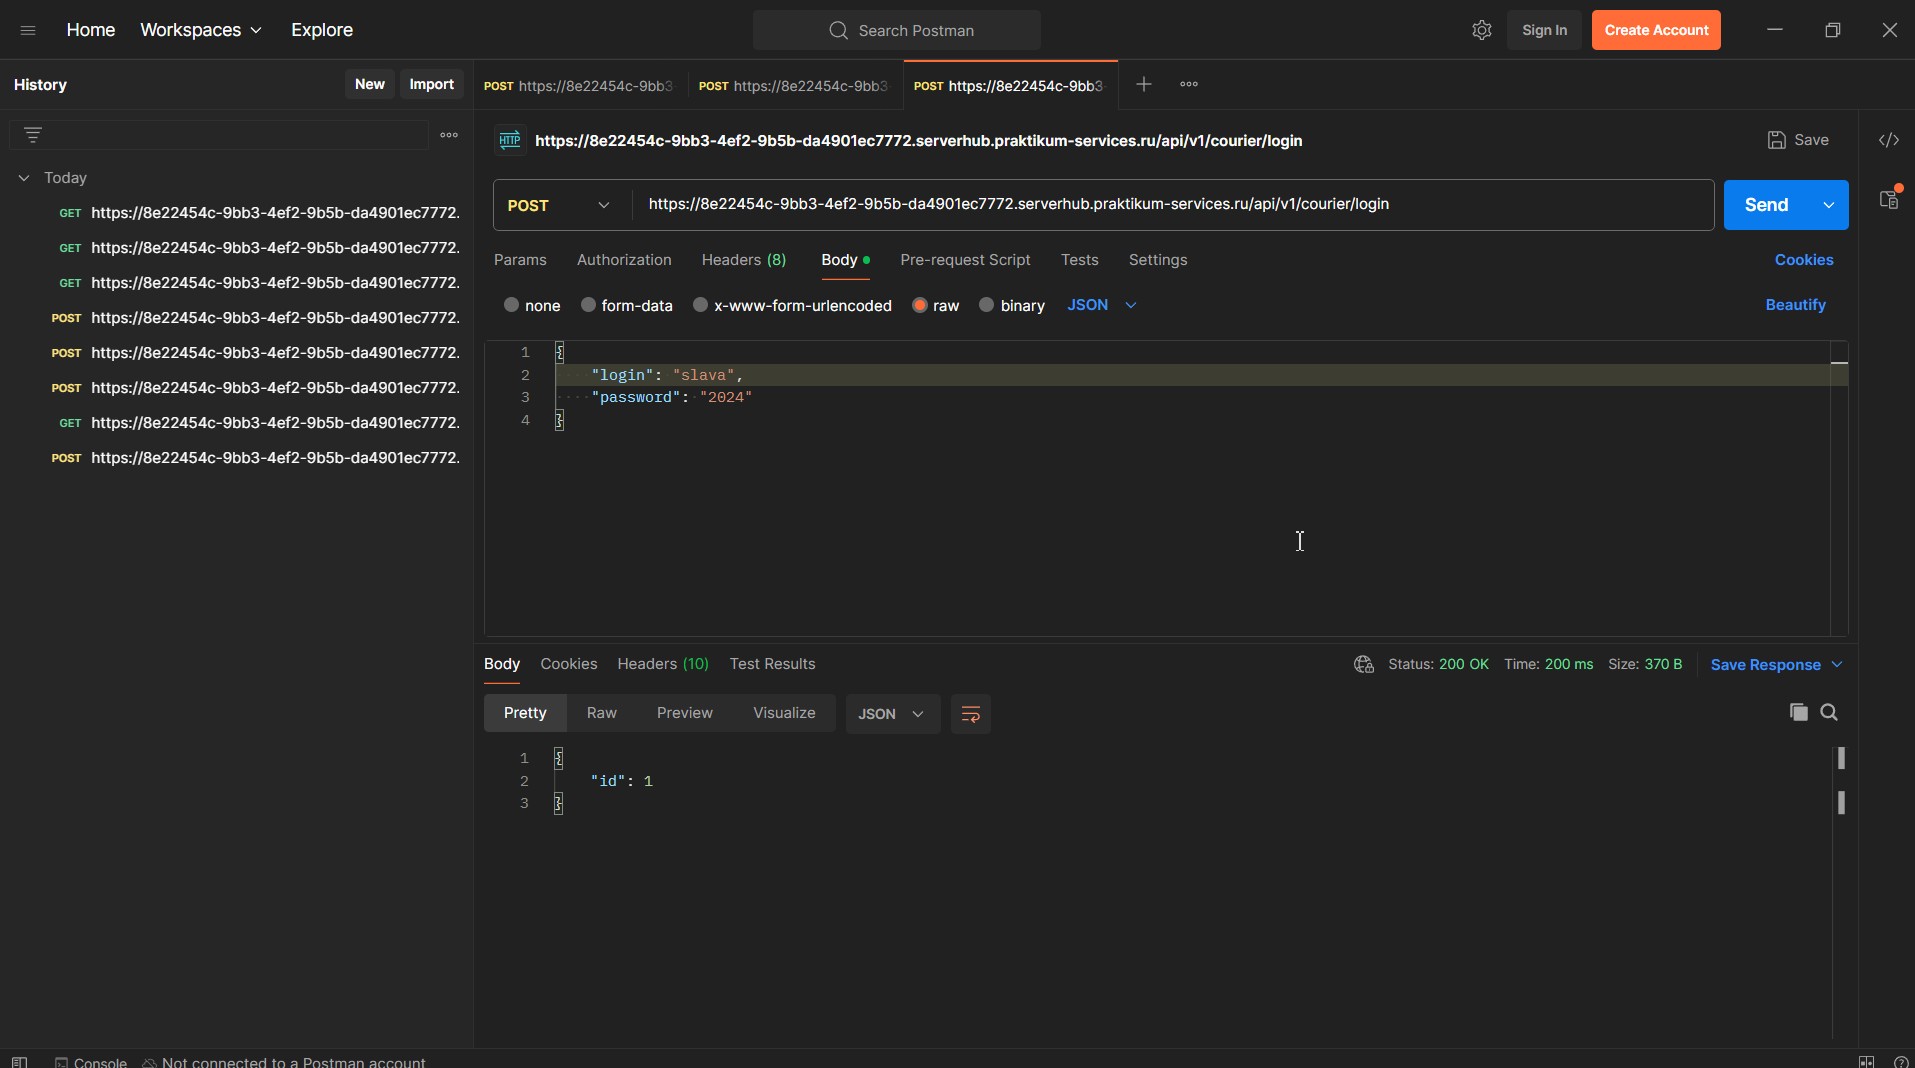 Home Workspaces Explore Search Postman Sign In Create Account
History New Import
POST https://8e22454c-9bb3 POST https://8e22454c-9bb3 POST https://8e22454c-9bb3
HTTP https://8e22454c-9bb3-4ef2-9b5b-da4901ec7772.serverhub.praktikum-services.ru/api/v1/courier/login Save
Today
GET https://8e22454c-9bb3-4ef2-9b5b-da4901ec7772.
GET https://8e22454c-9bb3-4ef2-9b5b-da4901ec7772.
GET https://8e22454c-9bb3-4ef2-9b5b-da4901ec7772.
POST https://8e22454c-9bb3-4ef2-9b5b-da4901ec7772.
POST https://8e22454c-9bb3-4ef2-9b5b-da4901ec7772.
POST https://8e22454c-9bb3-4ef2-9b5b-da4901ec7772.
GET https://8e22454c-9bb3-4ef2-9b5b-da4901ec7772.
POST https://8e22454c-9bb3-4ef2-9b5b-da4901ec7772.
POST https://8e22454c-9bb3-4ef2-9b5b-da4901ec7772.serverhub.praktikum-services.ru/api/v1/courier/login Send
Params Authorization Headers (8) Body Pre-request Script Tests Settings Cookies
none form-data x-www-form-urlencoded raw binary JSON Beautify
1 {
2 "login": "slava",
3 "password": "2024"
4 }
Body Cookies Headers (10) Test Results Status: 200 OK Time: 200 ms Size: 370 B Save Response
Pretty Raw Preview Visualize JSON
1 {
2 "id": 1
3 }
Console Not connected to a Postman account